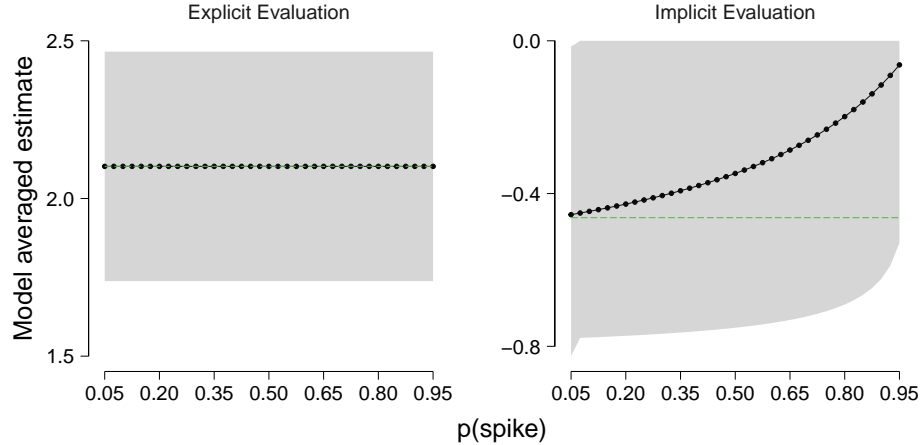 Explicit Evaluation
Implicit Evaluation
Model averaged estimate
2.5
2.0
1.5
0.05 0.20 0.35 0.50 0.65 0.80 0.95
0.0
−0.4
−0.8
0.05 0.20 0.35 0.50 0.65 0.80 0.95
p(spike)